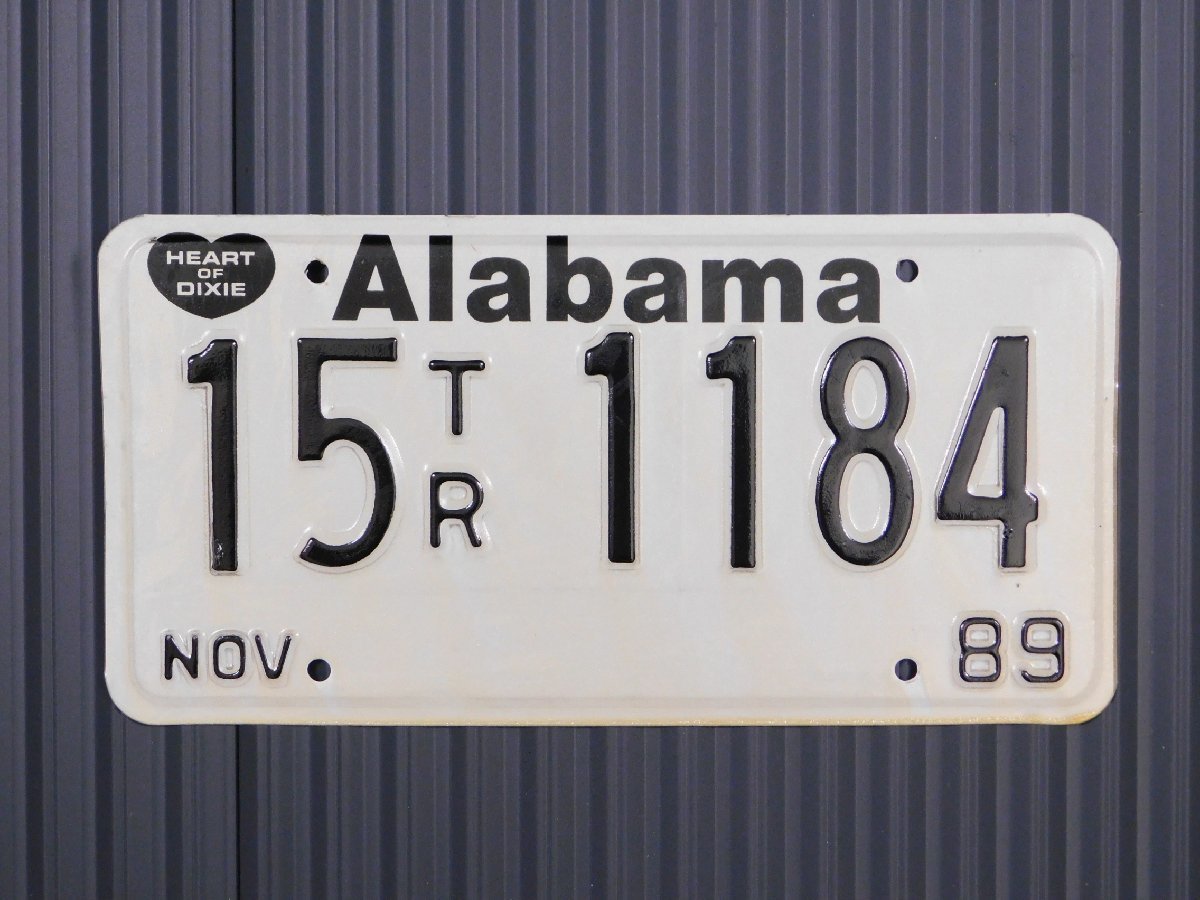 HEART
OF
DIXIE
Alabama
15 TR 1184
NOV 89